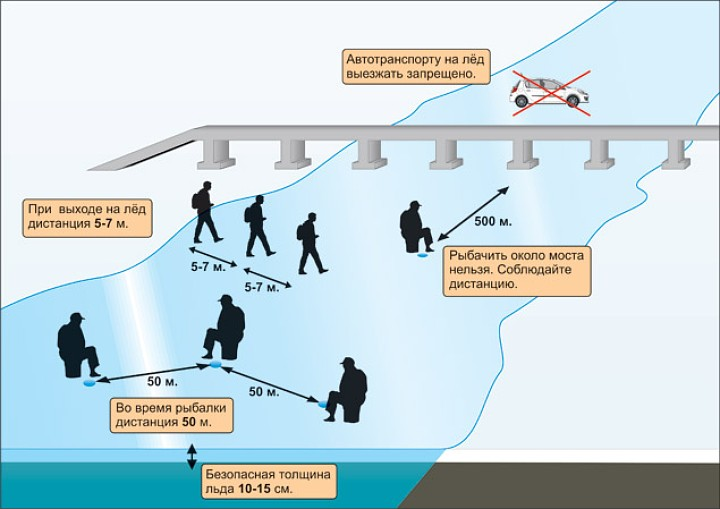 Автотранспорту на лёд
выезжать запрещено.
При выходе на лёд
дистанция 5-7 м.
5-7 м.
5-7 м.
500 м.
Рыбачить около моста
нельзя. Соблюдайте
дистанцию.
50 м.
50 м.
Во время рыбалки
дистанция 50 м.
Безопасная толщина
льда 10-15 см.